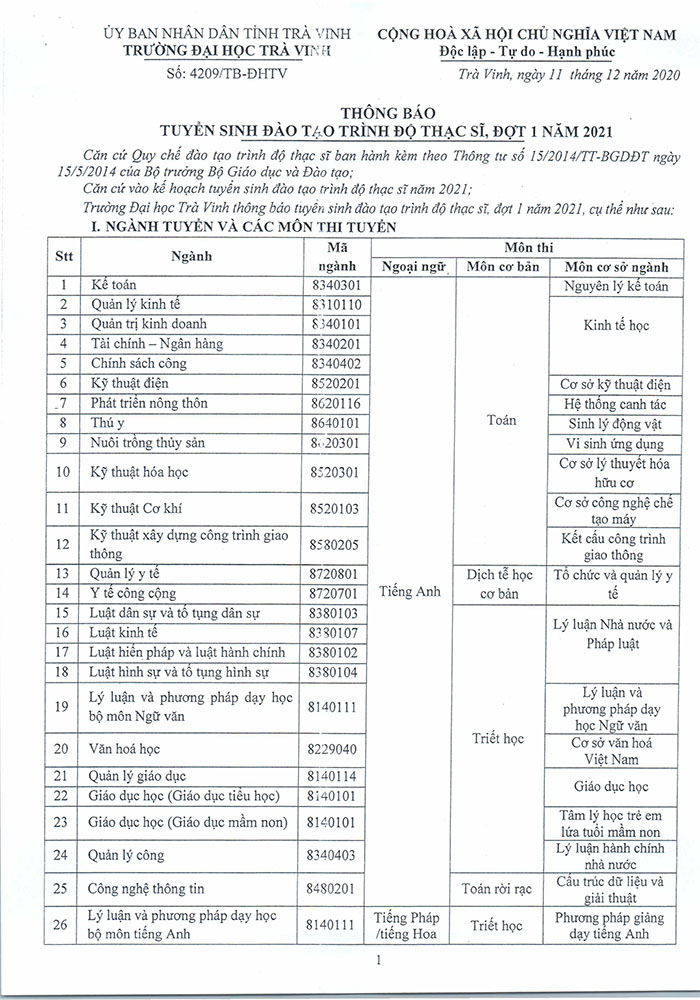 ỦY BAN NHÂN DÂN TỈNH TRÀ VINH
TRƯỜNG ĐẠI HỌC TRÀ VINH
Số: 4209/TB-ĐHTV
CỘNG HOÀ XÃ HỘI CHỦ NGHĨA VIỆT NAM
Độc lập - Tự do - Hạnh phúc
Trà Vinh, ngày 11 tháng 12 năm 2020
THÔNG BÁO
TUYỂN SINH ĐÀO TẠO TRÌNH ĐỘ THẠC SĨ, ĐỢT 1 NĂM 2021
Căn cứ Quy chế đào tạo trình độ thạc sĩ ban hành kèm theo Thông tư số 15/2014/TT-BGDĐT ngày
15/5/2014 của Bộ trưởng Bộ Giáo dục và Đào tạo;
Căn cứ vào kế hoạch tuyển sinh đào tạo trình độ thạc sĩ năm 2021;
Trường Đại học Trà Vinh thông báo tuyển sinh đào tạo trình độ thạc sĩ, đợt 1 năm 2021, cụ thể như sau:
I. NGÀNH TUYỂN VÀ CÁC MÔN THI TUYỂN
Stt Ngành Mã ngành Môn thi
Ngoại ngữ Môn cơ bản Môn cơ sở ngành
1 Kế toán 8340301 Nguyên lý kế toán
2 Quản lý kinh tế 8310110
3 Quản trị kinh doanh 8340101 Kinh tế học
4 Tài chính – Ngân hàng 8340201
5 Chính sách công 8340402
6 Kỹ thuật điện 8520201 Cơ sở kỹ thuật điện
7 Phát triển nông thôn 8620116 Hệ thống canh tác
8 Thú y 8640101 Toán Sinh lý động vật
9 Nuôi trồng thủy sản 8620301 Vi sinh ứng dụng
10 Kỹ thuật hóa học 8520301 Cơ sở lý thuyết hóa
hữu cơ
11 Kỹ thuật Cơ khí 8520103 Cơ sở công nghệ chế
tạo máy
12 Kỹ thuật xây dựng công trình giao
thông 8580205 Kết cấu công trình
giao thông
13 Quản lý y tế 8720801 Dịch tễ học Tổ chức và quản lý y
14 Y tế công cộng 8720701 Tiếng Anh cơ bản tế
15 Luật dân sự và tố tụng dân sự 8380103
16 Luật kinh tế 8380107 Lý luận Nhà nước và
17 Luật hiến pháp và luật hành chính 8380102 Pháp luật
18 Luật hình sự và tố tụng hình sự 8380104
19 Lý luận và phương pháp dạy học
bộ môn Ngữ văn 8140111 Lý luận và
phương pháp dạy
học Ngữ văn
20 Văn hoá học 8229040 Triết học Cơ sở văn hoá
Việt Nam
21 Quản lý giáo dục 8140114 Giáo dục học
22 Giáo dục học (Giáo dục tiểu học) 8140101
23 Giáo dục học (Giáo dục mầm non) 8140101 Tâm lý học trẻ em
lứa tuổi mầm non
24 Quản lý công 8340403 Lý luận hành chính
nhà nước
25 Công nghệ thông tin 8480201 Toán rời rạc Cấu trúc dữ liệu và
giải thuật
26 Lý luận và phương pháp dạy học
bộ môn tiếng Anh 8140111 Tiếng Pháp
/tiếng Hoa Triết học Phương pháp giảng
dạy tiếng Anh
1